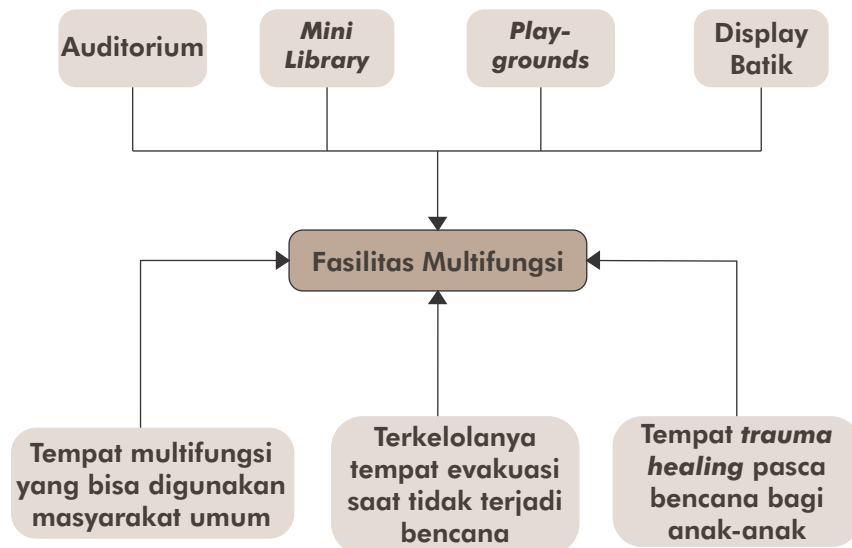 Auditorium
Mini
Library
Play-
grounds
Display
Batik
Fasilitas Multifungsi
Tempat multifungsi
yang bisa digunakan
masyarakat umum
Terkelolanya
tempat evakuasi
saat tidak terjadi
bencana
Tempat trauma
healing pasca
bencana bagi
anak-anak